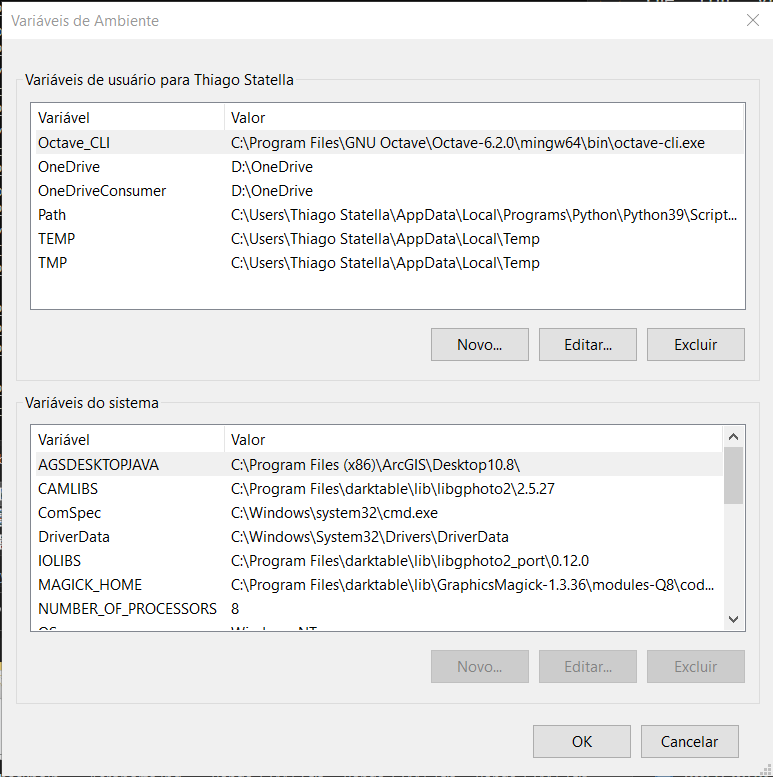 Variáveis de Ambiente
Variáveis de usuário para Thiago Statella
Variável Valor
Octave_CLI C:\Program Files\GNU Octave\Octave-6.2.0\mingw64\bin\octave-cli.exe
OneDrive D:\OneDrive
OneDriveConsumer D:\OneDrive
Path C:\Users\Thiago Statella\AppData\Local\Programs\Python\Python39\Script...
TEMP C:\Users\Thiago Statella\AppData\Local\Temp
TMP C:\Users\Thiago Statella\AppData\Local\Temp
Novo... Editar... Excluir
Variáveis do sistema
Variável Valor
AGSDESKTOPJAVA C:\Program Files (x86)\ArcGIS\Desktop10.8\
CAMLIBS C:\Program Files\darktable\lib\libgphoto2\2.5.27
ComSpec C:\Windows\system32\cmd.exe
DriverData C:\Windows\System32\Drivers\DriverData
IOLIBS C:\Program Files\darktable\lib\libgphoto2_port\0.12.0
MAGICK_HOME C:\Program Files\darktable\lib\GraphicsMagick-1.3.36\modules-Q8\cod...
NUMBER_OF_PROCESSORS 8
OS Windows_NT
Novo... Editar... Excluir
OK Cancelar